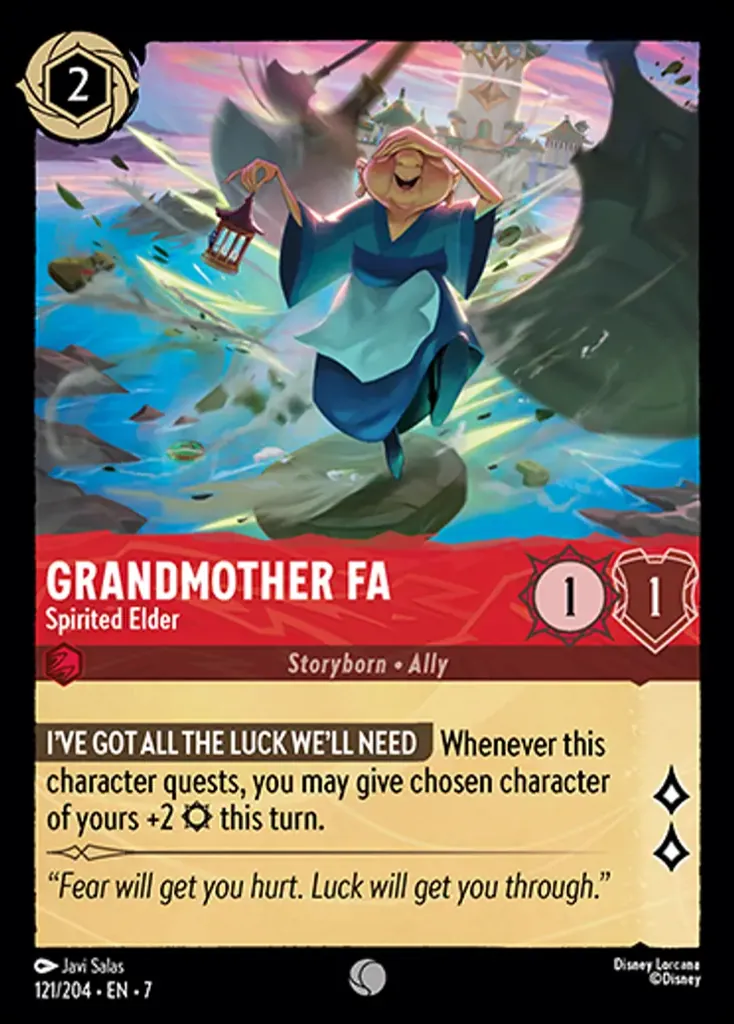 2
GRANDMOTHER FA
Spirited Elder
1 1
Storyborn • Ally
I'VE GOT ALL THE LUCK WE'LL NEED Whenever this
character quests, you may give chosen character
of yours +2 this turn.
“Fear will get you hurt. Luck will get you through.”
Javi Salas
121/204 • EN • 7
Disney Lorcana
©Disney